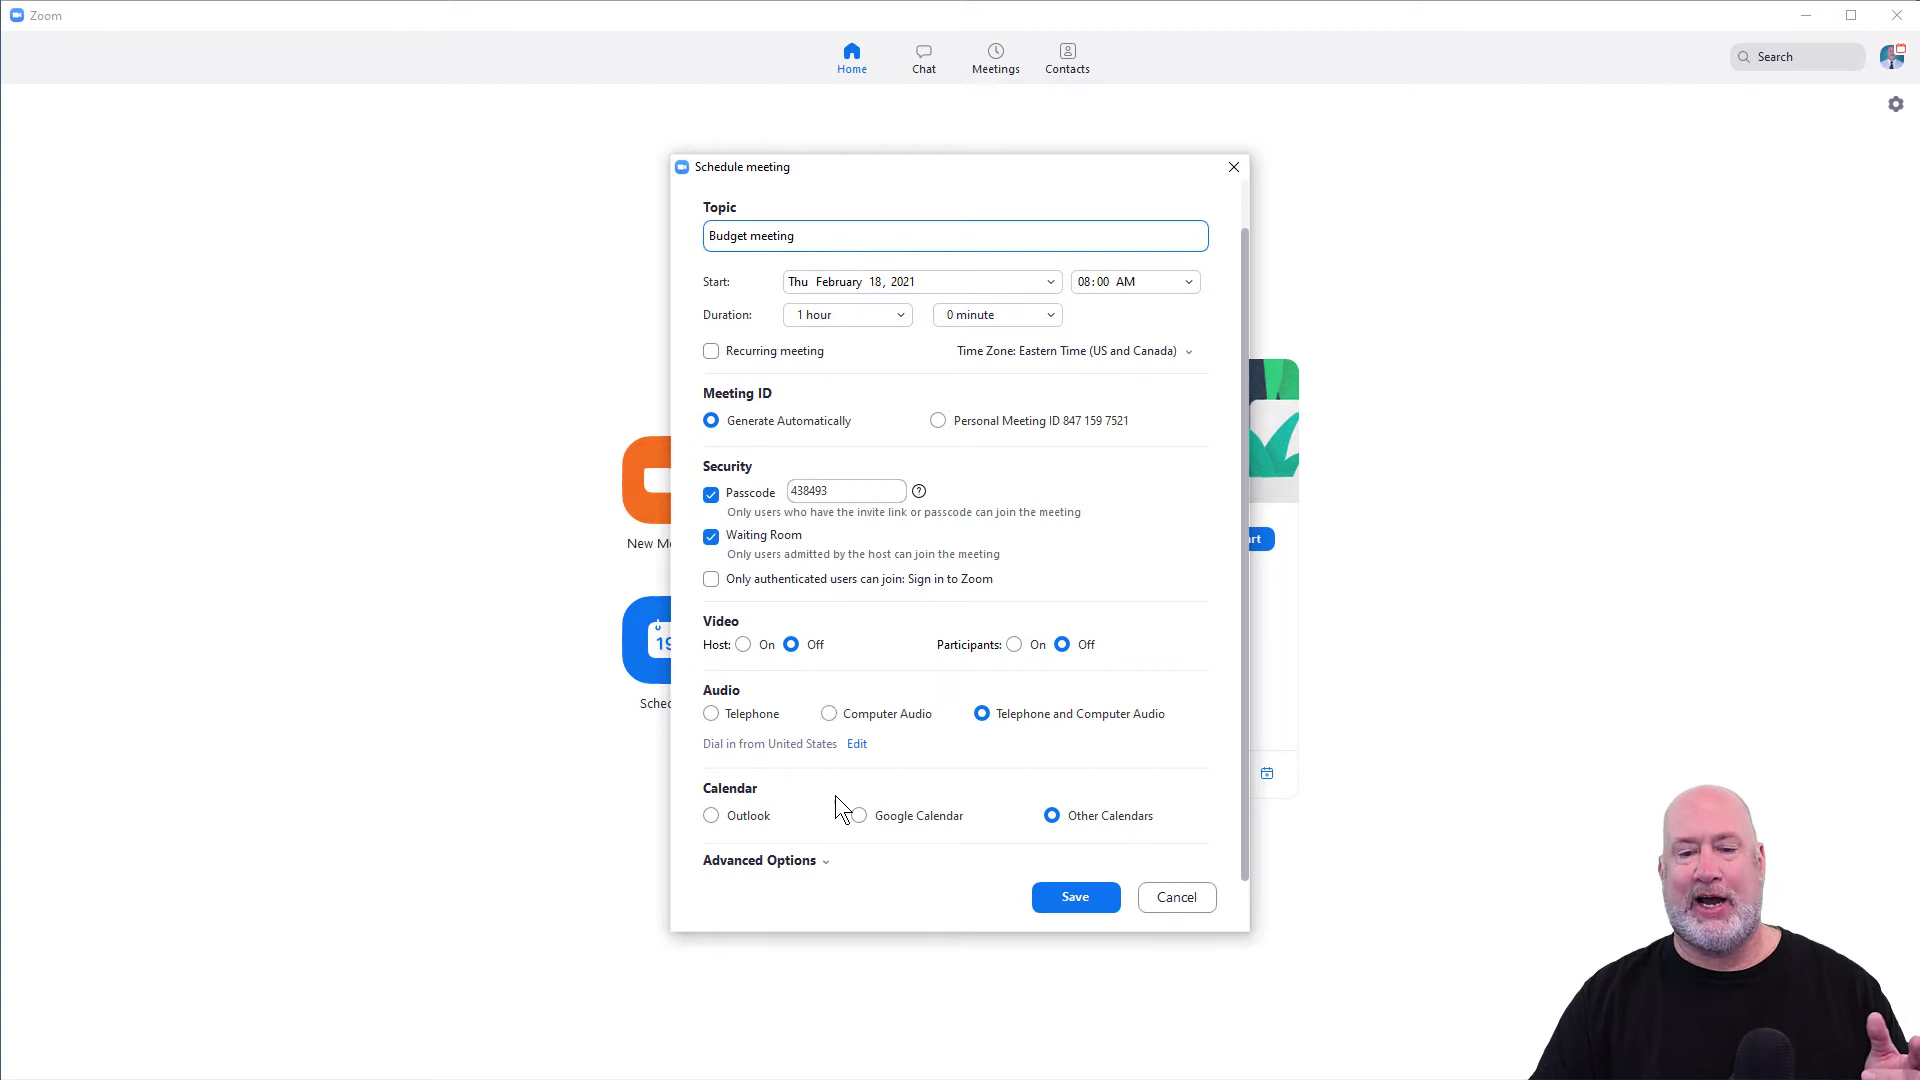 Zoom
Home
Chat
Meetings
Contacts
Search
Schedule meeting
Topic
Budget meeting
Start: Thu February 18, 2021 08:00 AM
Duration: 1 hour 0 minute
Recurring meeting Time Zone: Eastern Time (US and Canada)
Meeting ID
Generate Automatically Personal Meeting ID 847 159 7521
Security
Passcode 438493 ?
Only users who have the invite link or passcode can join the meeting
Waiting Room
Only users admitted by the host can join the meeting
Only authenticated users can join: Sign in to Zoom
Video
Host: On Off Participants: On Off
Audio
Telephone Computer Audio Telephone and Computer Audio
Dial in from United States Edit
Calendar
Outlook Google Calendar Other Calendars
Advanced Options
Save Cancel
New M
19
Sched
rt